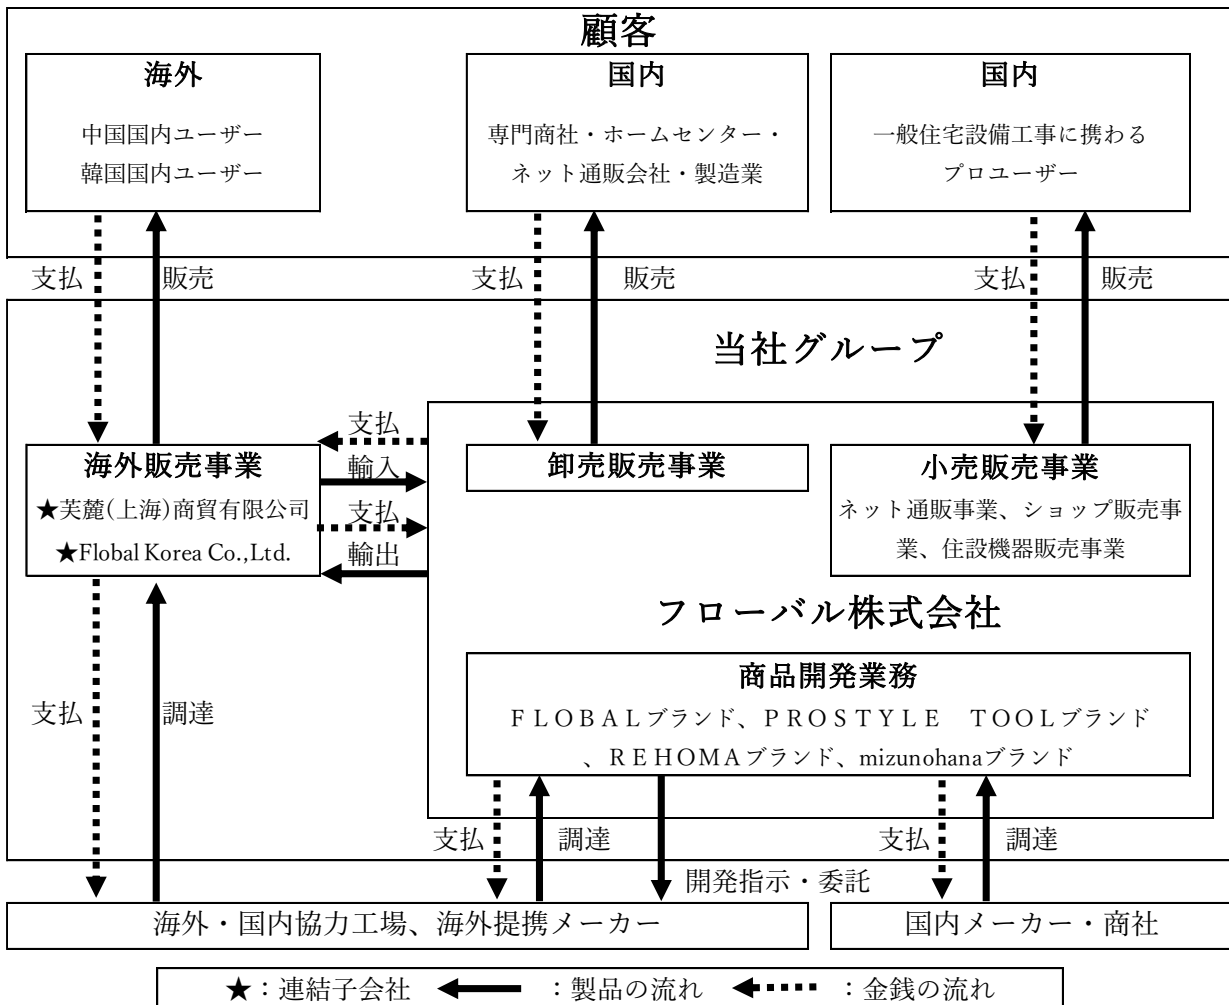 顧客
海外
中国国内ユーザー
韓国国内ユーザー
国内
専門商社・ホームセンター・
ネット通販会社・製造業
国内
一般住宅設備工事に携わる
プロユーザー
支払
販売
支払
販売
支払
販売
当社グループ
海外販売事業
★芙蓙(上海)商貿有限公司
★Flobal Korea Co.,Ltd.
支払
輸入
支払
輸出
卸売販売事業
小売販売事業
ネット通販事業、ショップ販売事
業、住設機器販売事業
フローバル株式会社
商品開発業務
ＦＬＯＢＡＬブランド、ＰＲＯＳＴＹＬＥ　ＴＯＯＬブランド
、ＲＥＨＯＭＡブランド、mizunohanaブランド
支払
調達
支払
調達
開発指示・委託
支払
調達
海外・国内協力工場、海外提携メーカー
国内メーカー・商社
★：連結子会社
：製品の流れ
：金銭の流れ